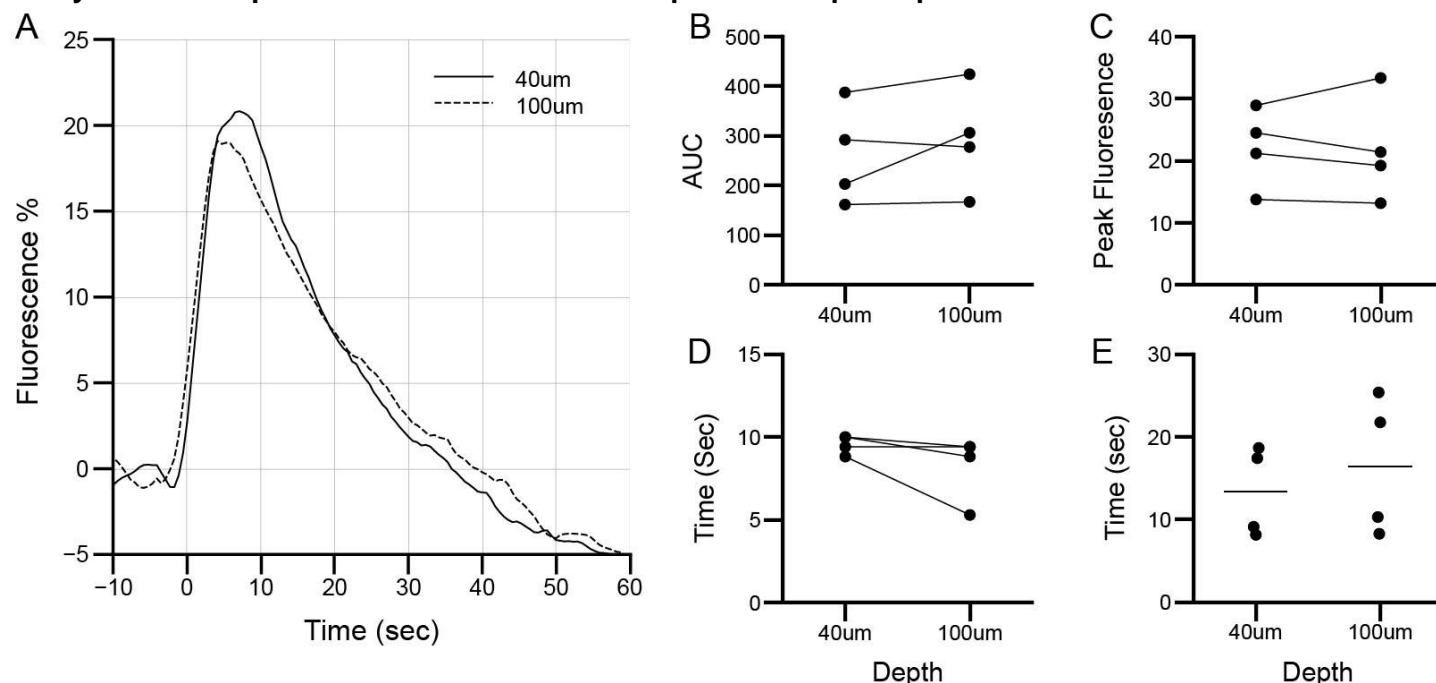 A
25
20
15
10
5
0
−5
Fluorescence %
40um
100um
−10 0 10 20 30 40 50 60
Time (sec)
B
500
400
300
200
100
0
AUC
40um 100um
C
40
30
20
10
0
Peak Fluoresence
40um 100um
D
15
10
5
0
Time (Sec)
40um 100um
Depth
E
30
20
10
0
Time (sec)
40um 100um
Depth